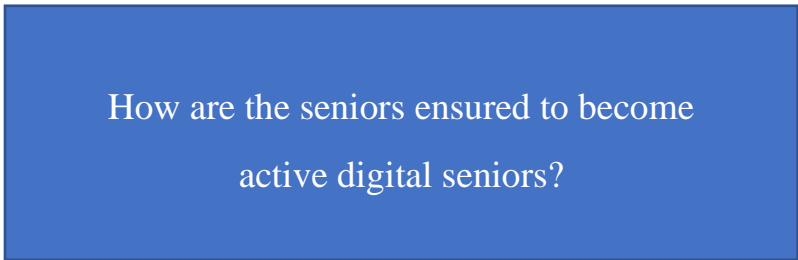 How are the seniors ensured to become
active digital seniors?